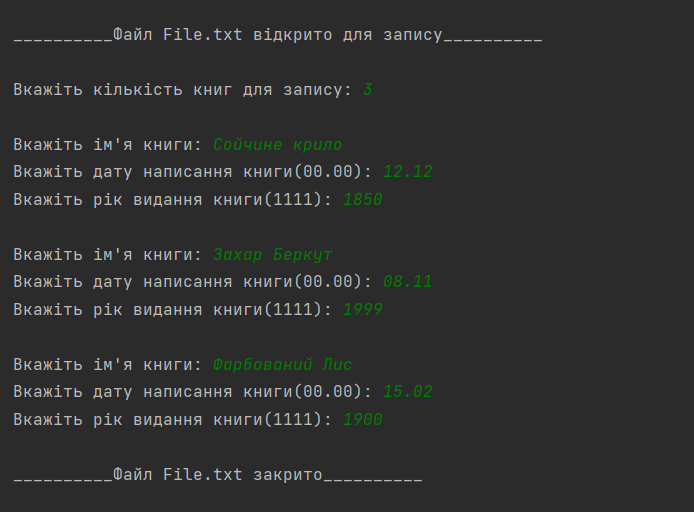 __________Файл File.txt відкрито для запису__________
Вкажіть кількість книг для запису: 3
Вкажіть ім'я книги: Сойчине крило
Вкажіть дату написання книги(00.00): 12.12
Вкажіть рік видання книги(1111): 1850
Вкажіть ім'я книги: Захар Беркут
Вкажіть дату написання книги(00.00): 08.11
Вкажіть рік видання книги(1111): 1999
Вкажіть ім'я книги: Фарбований Лис
Вкажіть дату написання книги(00.00): 15.02
Вкажіть рік видання книги(1111): 1900
__________Файл File.txt закрито__________